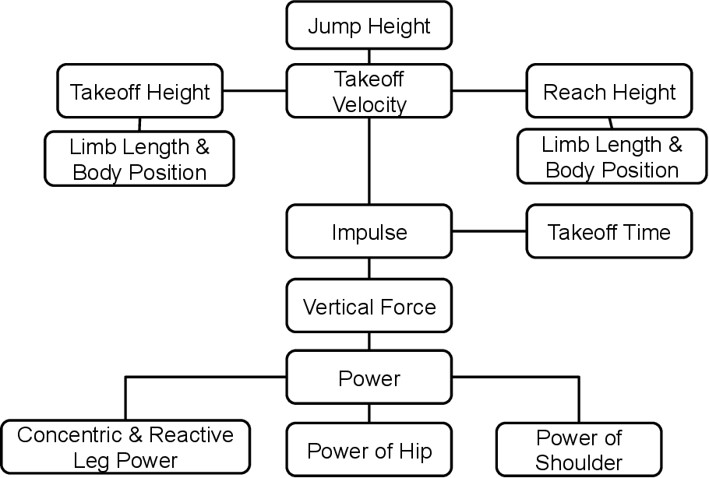 Jump Height
Takeoff Height
Takeoff
Velocity
Reach Height
Limb Length &
Body Position
Limb Length &
Body Position
Impulse
Takeoff Time
Vertical Force
Power
Concentric & Reactive
Leg Power
Power of Hip
Power of
Shoulder